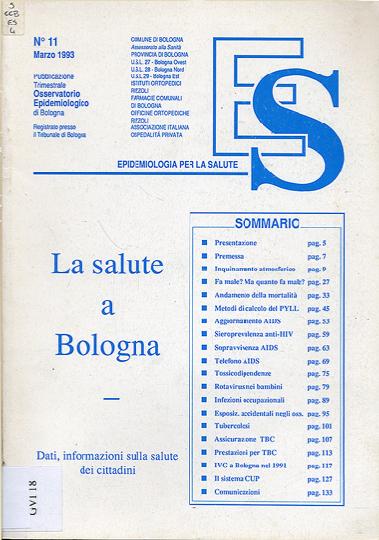 S
CCB
ES
4
N° 11
Marzo 1993
Pubblicazione
Trimestrale
Osservatorio
Epidemiologico
di Bologna
Registrato presso
il Tribunale di Bologna
COMUNE DI BOLOGNA
Assessorato alla Sanità
PROVINCIA DI BOLOGNA
U.S.L. 27 - Bologna Ovest
U.S.L. 28 - Bologna Nord
U.S.L. 29 - Bologna Est
ISTITUTI ORTOPEDICI
RIZZOLI
FARMACIE COMUNALI
DI BOLOGNA
OFFICINE ORTOPEDICHE
RIZZOLI
ASSOCIAZIONE ITALIANA
OSPEDALITÀ PRIVATA
ES
EPIDEMIOLOGIA PER LA SALUTE
La salute
a
Bologna
Dati, informazioni sulla salute
dei cittadini
GVI 18
SOMMARIO
Presentazione pag. 5
Premessa pag. 7
Inquinamento atmosferico pag. 9
Fa male? Ma quanto fa male? pag. 27
Andamento della mortalità pag. 33
Metodi di calcolo del PYLL pag. 45
Aggiornamento AIDS pag. 53
Sieroprevalenza anti-HIV pag. 59
Sopravvivenza AIDS pag. 63
Telefono AIDS pag. 69
Tossicodipendenze pag. 75
Rotavirus nei bambini pag. 79
Infezioni occupazionali pag. 89
Esposiz. accidentali negli oss. pag. 95
Tubercolosi pag. 101
Assicurazione TBC pag. 107
Prestazioni per TBC pag. 113
IVG a Bologna nel 1991 pag. 117
Il sistema CUP pag. 127
Comunicazioni pag. 133